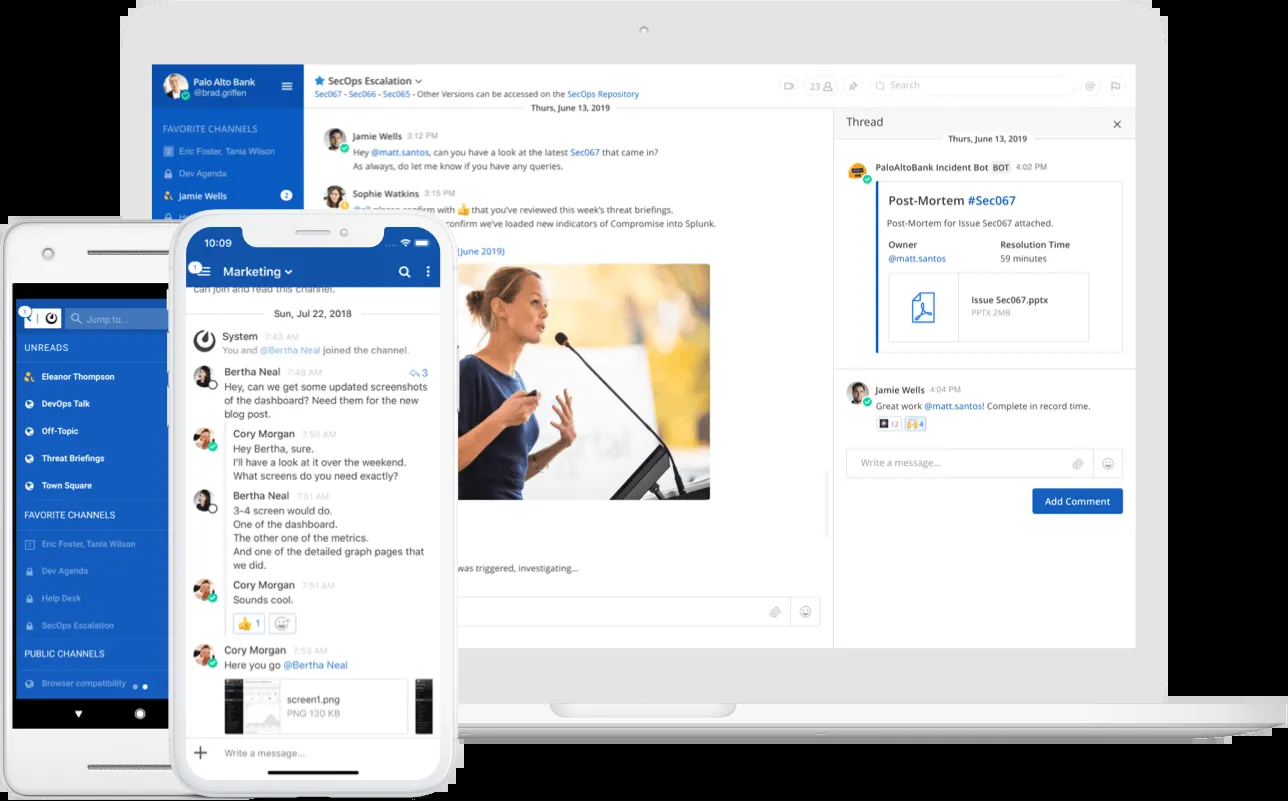 Palo Alto Bank
@brad.griffen
FAVORITE CHANNELS
Eric Foster, Tania Wilson
Dev Agenda
Jamie Wells
2
SecOps Escalation
Sec067 - Sec066 - Sec065 - Other Versions can be accessed on the SecOps Repository
23
Search
Thurs, June 13, 2019
Jamie Wells 3:12 PM
Hey @matt.santos, can you have a look at the latest Sec067 that came in?
As always, do let me know if you have any queries.
Sophie Watkins 3:15 PM
please confirm with 👍 that you've reviewed this week's threat briefings.
confirm we've loaded new indicators of Compromise into Splunk.
(June 2019)
was triggered, investigating...
Thread
Thurs, June 13, 2019
PaloAltoBank Incident Bot BOT 4:02 PM
Post-Mortem #Sec067
Post-Mortem for Issue Sec067 attached.
Owner
Resolution Time
@matt.santos
59 minutes
Issue Sec067.pptx
PPTX 2MB
Jamie Wells 4:04 PM
Great work @matt.santos! Complete in record time.
12
4
Write a message...
Add Comment
1
Jump to...
UNREADS
Eleanor Thompson
DevOps Talk
Off-Topic
Threat Briefings
Town Square
FAVORITE CHANNELS
2
Eric Foster, Tania Wilson
Dev Agenda
Help Desk
SecOps Escalation
PUBLIC CHANNELS
Browser compatibility
10:09
1
Marketing
can join and read this channel.
Sun, Jul 22, 2018
System 7:43 AM
You and @Bertha Neal joined the channel.
Bertha Neal 7:48 AM
3
Hey, can we get some updated screenshots
of the dashboard? Need them for the new
blog post.
Cory Morgan 7:50 AM
Hey Bertha, sure.
I'll have a look at it over the weekend.
What screens do you need exactly?
Bertha Neal 7:51 AM
3-4 screen would do.
One of the dashboard.
The other one of the metrics.
And one of the detailed graph pages that
we did.
Cory Morgan 7:51 AM
Sounds cool.
1
Cory Morgan 7:53 AM
Here you go @Bertha Neal
screen1.png
PNG 130 KB
Write a message...